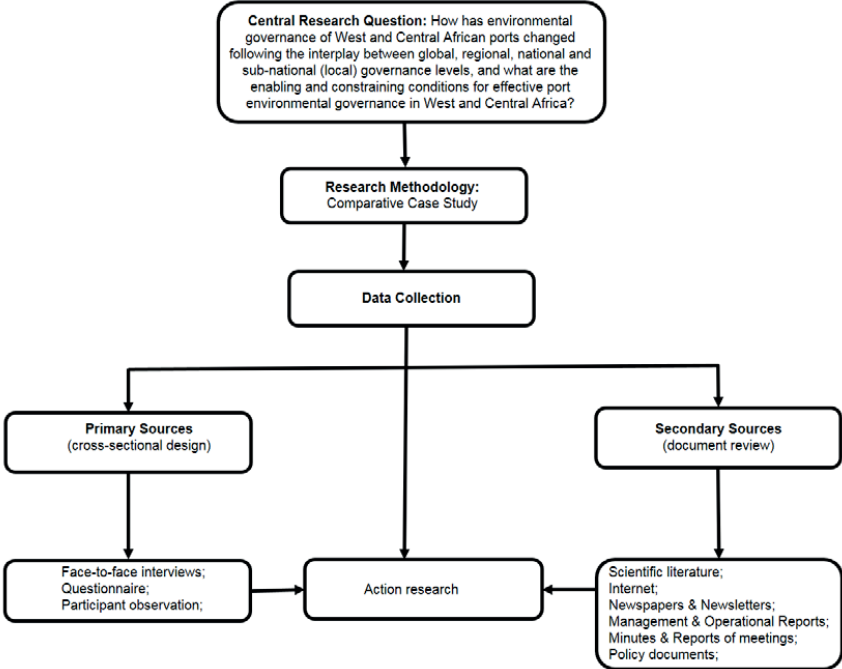 Central Research Question: How has environmental
governance of West and Central African ports changed
following the interplay between global, regional, national and
sub-national (local) governance levels, and what are the
enabling and constraining conditions for effective port
environmental governance in West and Central Africa?
Research Methodology:
Comparative Case Study
Data Collection
Primary Sources
(cross-sectional design)
Secondary Sources
(document review)
Face-to-face interviews;
Questionnaire;
Participant observation;
Action research
Scientific literature;
Internet;
Newspapers & Newsletters;
Management & Operational Reports;
Minutes & Reports of meetings;
Policy documents;